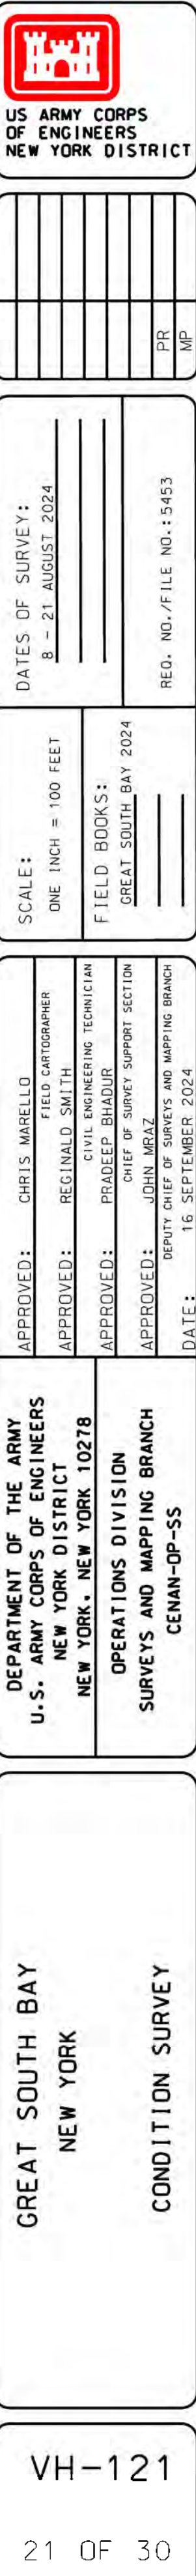 US ARMY CORPS
OF ENGINEERS
NEW YORK DISTRICT
PR
MP
DATES OF SURVEY:
8 - 21 AUGUST 2024
REQ. NO./FILE NO.: 5453
SCALE:
ONE INCH = 100 FEET
FIELD BOOKS:
GREAT SOUTH BAY 2024
APPROVED: CHRIS MARELLO
FIELD CARTOGRAPHER
APPROVED: REGINALD SMITH
CIVIL ENGINEERING TECHNICIAN
APPROVED: PRADEEP BHADUR
CHIEF OF SURVEY SUPPORT SECTION
APPROVED: JOHN MRAZ
DEPUTY CHIEF OF SURVEYS AND MAPPING BRANCH
DATE: 16 SEPTEMBER 2024
DEPARTMENT OF THE ARMY
U.S. ARMY CORPS OF ENGINEERS
NEW YORK DISTRICT
NEW YORK, NEW YORK 10278
OPERATIONS DIVISION
SURVEYS AND MAPPING BRANCH
CENAN-OP-SS
GREAT SOUTH BAY
NEW YORK
CONDITION SURVEY
VH-121
21 OF 30